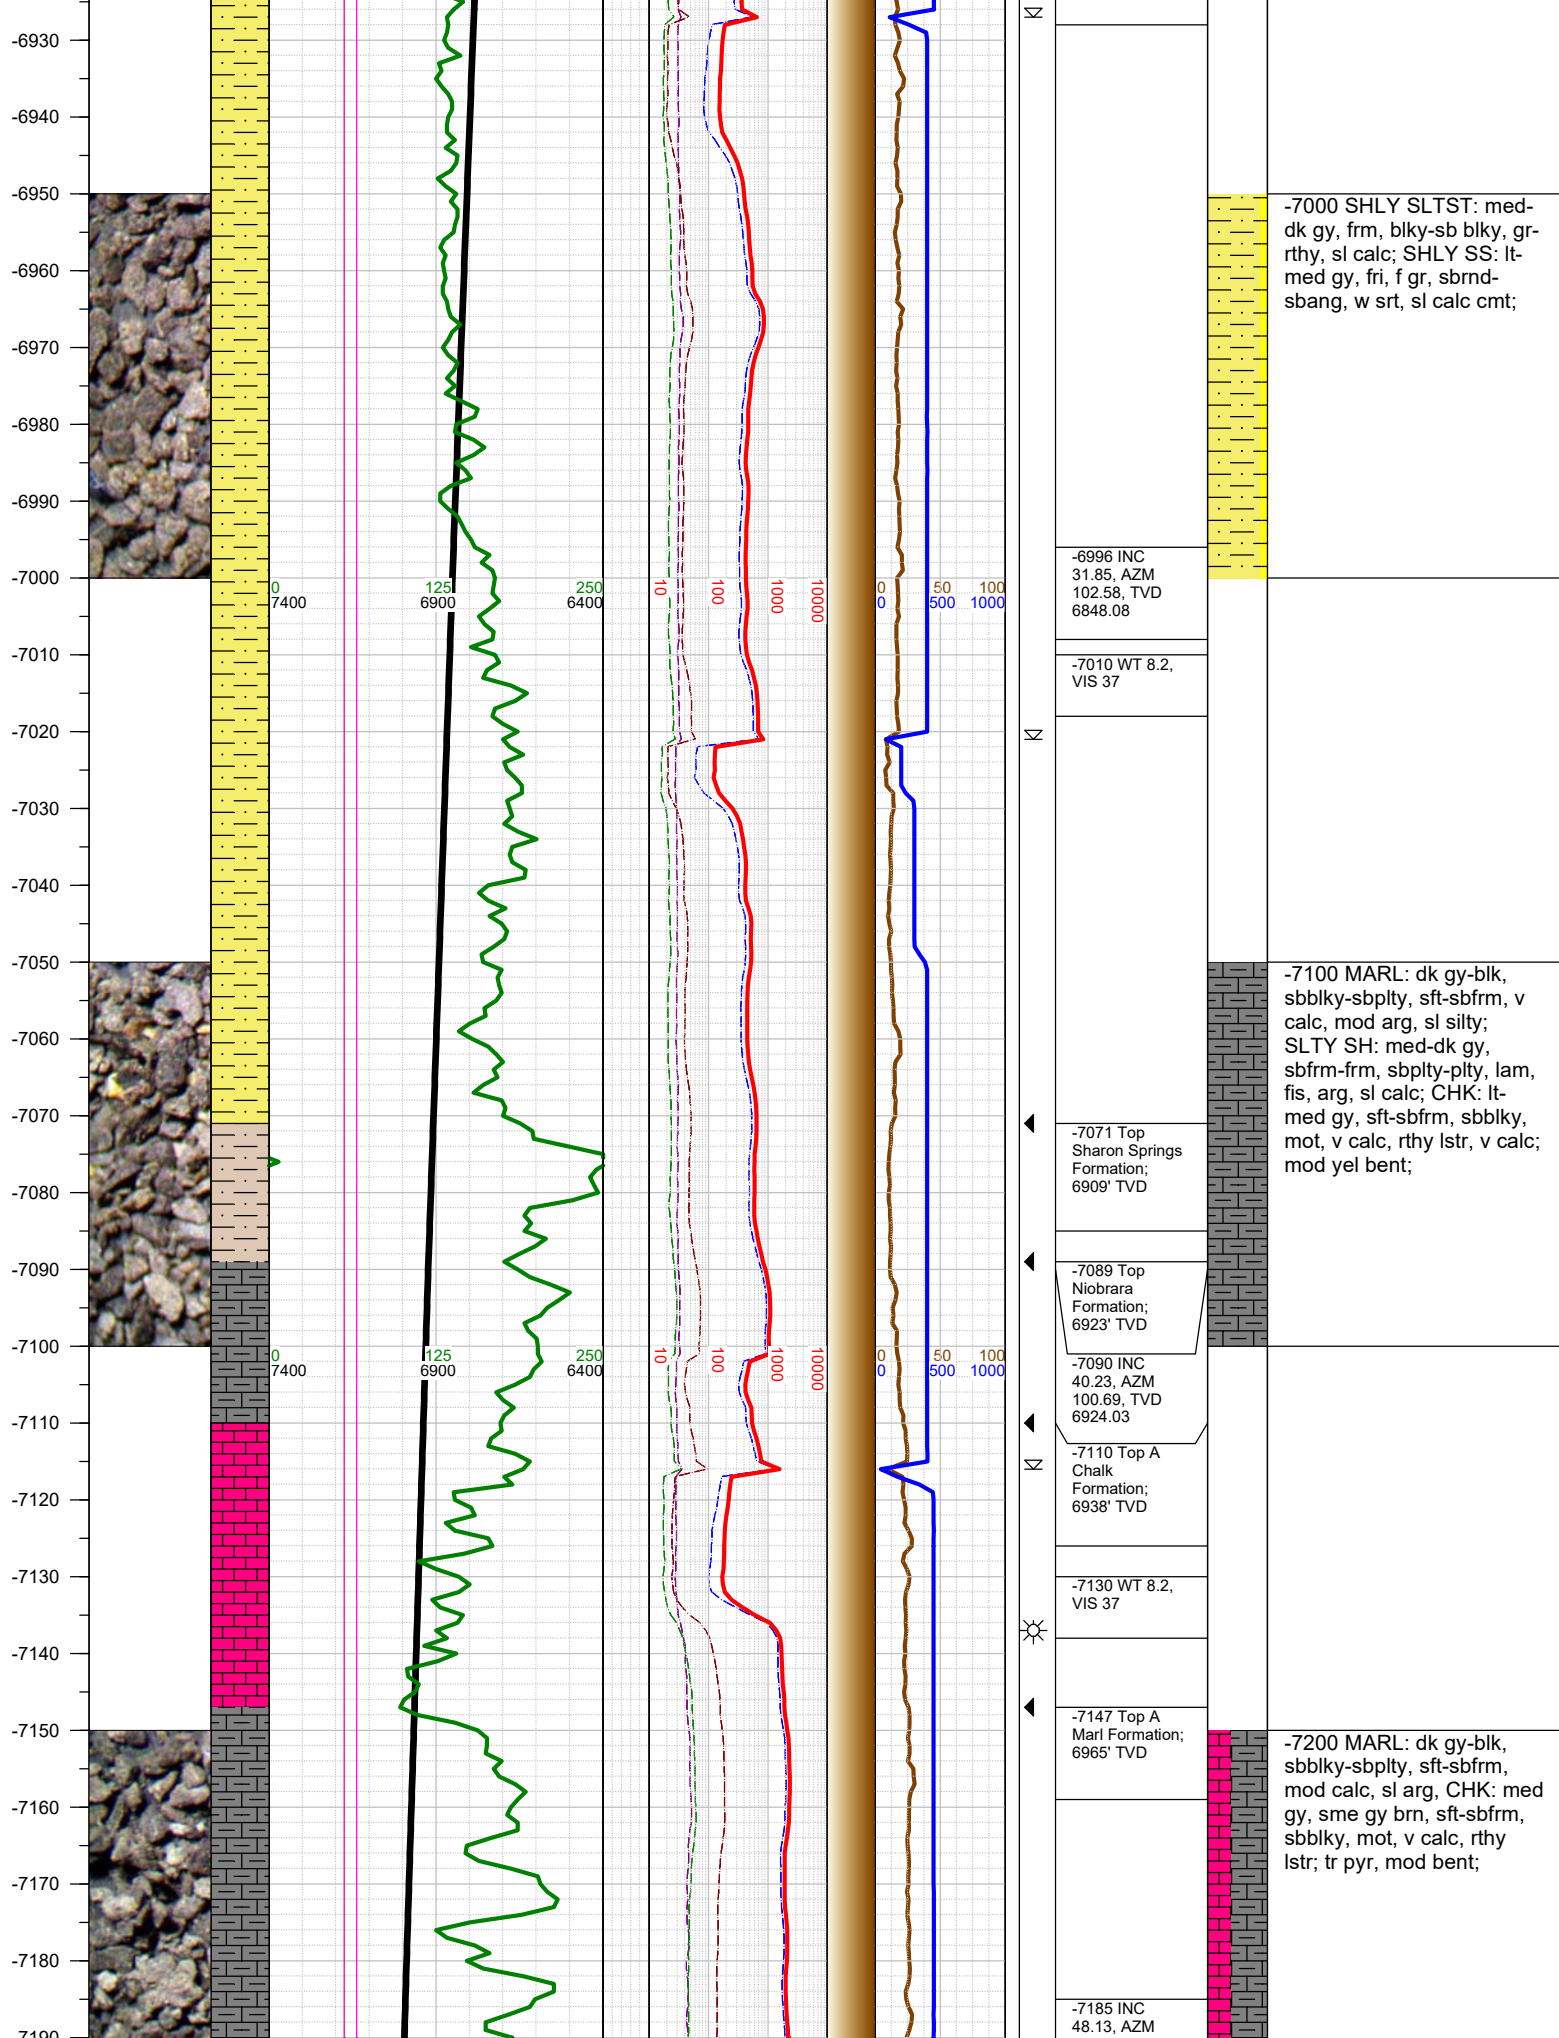 -6930
-6940
-6950
-6960
-6970
-6980
-6990
-7000
-7010
-7020
-7030
-7040
-7050
-7060
-7070
-7080
-7090
-7100
-7110
-7120
-7130
-7140
-7150
-7160
-7170
-7180
-7190
0 125 250
7400 6900 6400
10 100 1000 10000
0 50 100
0 500 1000
0 125 250
7400 6900 6400
10 100 1000 10000
0 50 100
0 500 1000
-6996 INC
31.85, AZM
102.58, TVD
6848.08
-7010 WT 8.2,
VIS 37
-7071 Top
Sharon Springs
Formation;
6909' TVD
-7089 Top
Niobrara
Formation;
6923' TVD
-7090 INC
40.23, AZM
100.69, TVD
6924.03
-7110 Top A
Chalk
Formation;
6938' TVD
-7130 WT 8.2,
VIS 37
-7147 Top A
Marl Formation;
6965' TVD
-7185 INC
48.13, AZM
-7000 SHLY SLTST: med-
dk gy, frm, blky-sb blky, gr-
rthy, sl calc; SHLY SS: lt-
med gy, fri, f gr, sbrnd-
sbang, w srt, sl calc cmt;
-7100 MARL: dk gy-blk,
sbblky-sbplty, sft-sbfrm, v
calc, mod arg, sl silty;
SLTY SH: med-dk gy,
sbfrm-frm, sbplty-plty, lam,
fis, arg, sl calc; CHK: lt-
med gy, sft-sbfrm, sbblky,
mot, v calc, rthy lstr, v calc;
mod yel bent;
-7200 MARL: dk gy-blk,
sbblky-sbplty, sft-sbfrm,
mod calc, sl arg, CHK: med
gy, sme gy brn, sft-sbfrm,
sbblky, mot, v calc, rthy
lstr; tr pyr, mod bent;